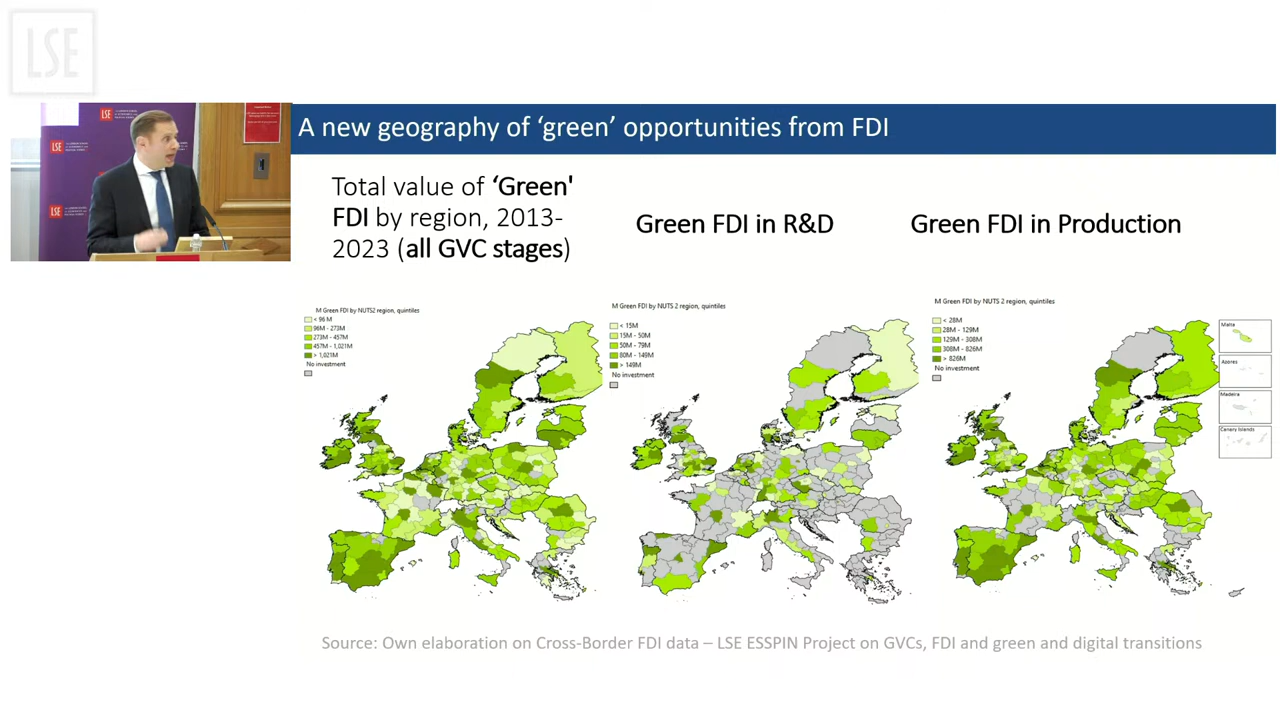 LSE
LSE
LSE
LSE
A new geography of ‘green’ opportunities from FDI
Total value of ‘Green'
FDI by region, 2013-
2023 (all GVC stages)
Green FDI in R&D
Green FDI in Production
M Green FDI by NUTS2 region, quintiles
< 96 M
96M - 273M
273M - 457M
457M - 1,021M
> 1,021M
No investment
M Green FDI by NUTS 2 region, quintiles
< 15M
15M - 50M
50M - 79M
80M - 149M
> 149M
No investment
M Green FDI by NUTS 2 region, quintiles
< 28M
28M - 129M
129M - 308M
308M - 826M
> 826M
No investment
Malta
Azores
Madeira
Canary Islands
Source: Own elaboration on Cross-Border FDI data – LSE ESSPIN Project on GVCs, FDI and green and digital transitions